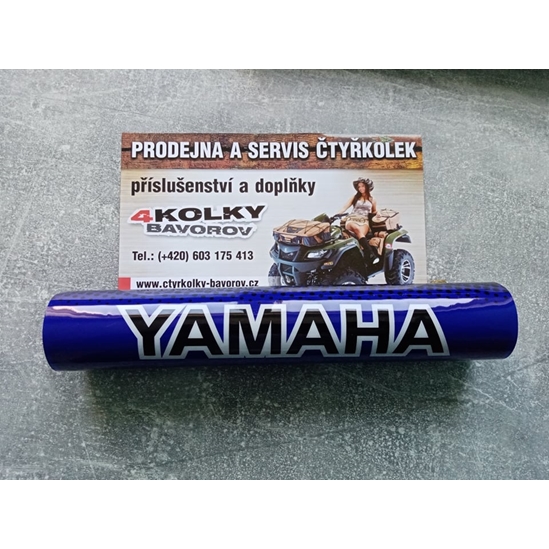 PRODEJNA A SERVIS ČTYŘKOLEK
příslušenství a doplňky
4KOLKY
BAVOROV
Tel.: (+420) 603 175 413
www.ctyrkolky-bavorov.cz
YAMAHA